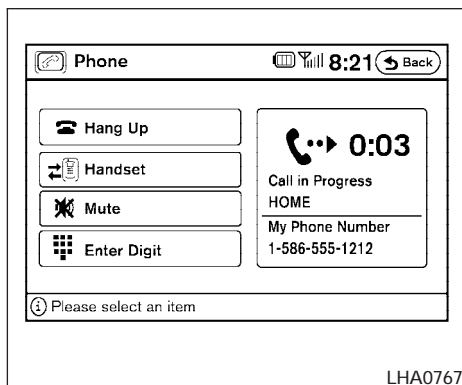 Phone
8:21
Back
Hang Up
Handset
Mute
Enter Digit
0:03
Call in Progress
HOME
My Phone Number
1-586-555-1212
Please select an item
LHA0767